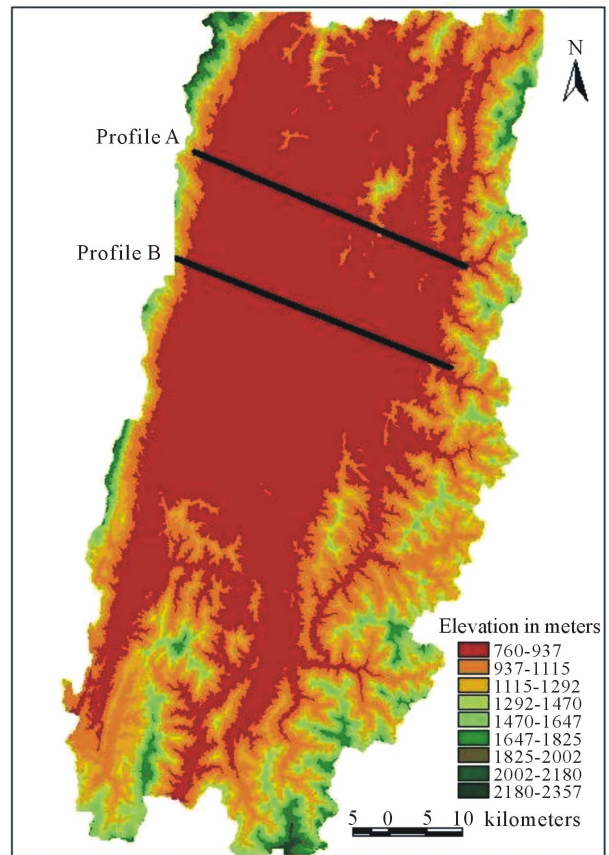 N
Profile A
Profile B
Elevation in meters
760-937
937-1115
1115-1292
1292-1470
1470-1647
1647-1825
1825-2002
2002-2180
2180-2357
5 0 5 10 kilometers